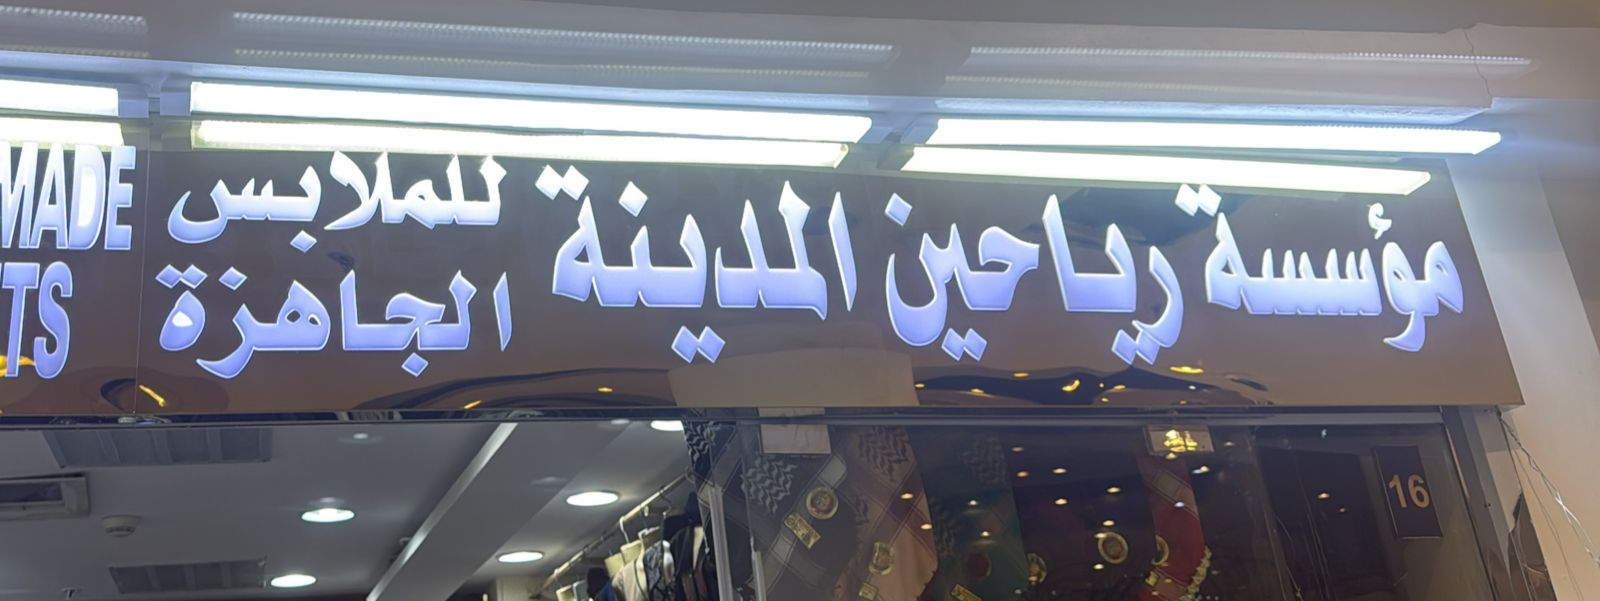 مؤسسة رياحين المدينة
للملابس
الجاهزة
MADE
TS
16